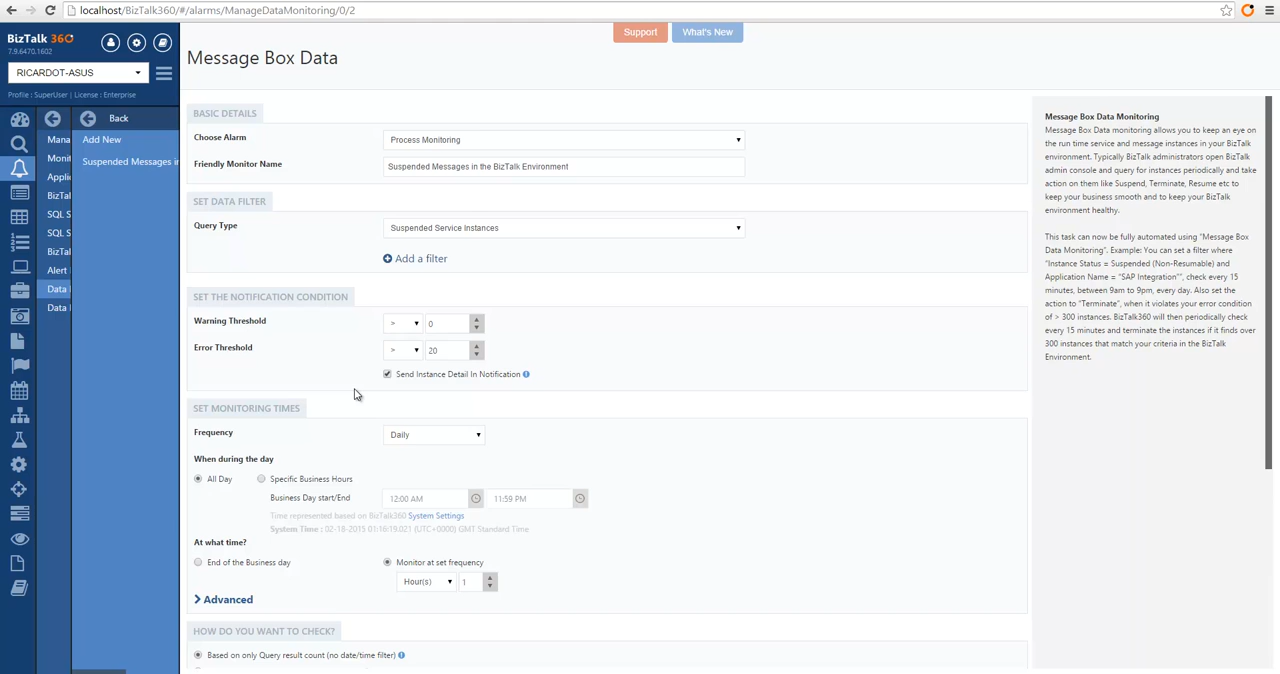 localhost/BizTalk360/#/alarms/ManageDataMonitoring/0/2
BizTalk 360
7.9.6470.1602
RICARDOT-ASUS
Profile : SuperUser | License : Enterprise
Support
What's New
Message Box Data
Back
Add New
Suspended Messages in
Mana
Monit
Applic
BizTal
SQL S
SQL S
BizTal
Alert
Data
Data
BASIC DETAILS
Choose Alarm
Process Monitoring
Friendly Monitor Name
Suspended Messages in the BizTalk Environment
SET DATA FILTER
Query Type
Suspended Service Instances
Add a filter
SET THE NOTIFICATION CONDITION
Warning Threshold
> 0
Error Threshold
> 20
Send Instance Detail In Notification
SET MONITORING TIMES
Frequency
Daily
When during the day
All Day
Specific Business Hours
Business Day start/End
12:00 AM
11:59 PM
Time represented based on BizTalk360 System Settings
System Time : 02-18-2015 01:16:19.021 (UTC+0000) GMT Standard Time
At what time?
End of the Business day
Monitor at set frequency
Hour(s) 1
Advanced
HOW DO YOU WANT TO CHECK?
Based on only Query result count (no date/time filter)
Message Box Data Monitoring
Message Box Data monitoring allows you to keep an eye on
the run time service and message instances in your BizTalk
environment. Typically BizTalk administrators open BizTalk
admin console and query for instances periodically and take
action on them like Suspend, Terminate, Resume etc to
keep your business smooth and to keep your BizTalk
environment healthy.
This task can now be fully automated using "Message Box
Data Monitoring". Example: You can set a filter where
"Instance Status = Suspended (Non-Resumable) and
Application Name = "SAP Integration"", check every 15
minutes, between 9am to 9pm, every day. Also set the
action to "Terminate", when it violates your error condition
of > 300 instances. BizTalk360 will then periodically check
every 15 minutes and terminate the instances if it finds over
300 instances that match your criteria in the BizTalk
Environment.